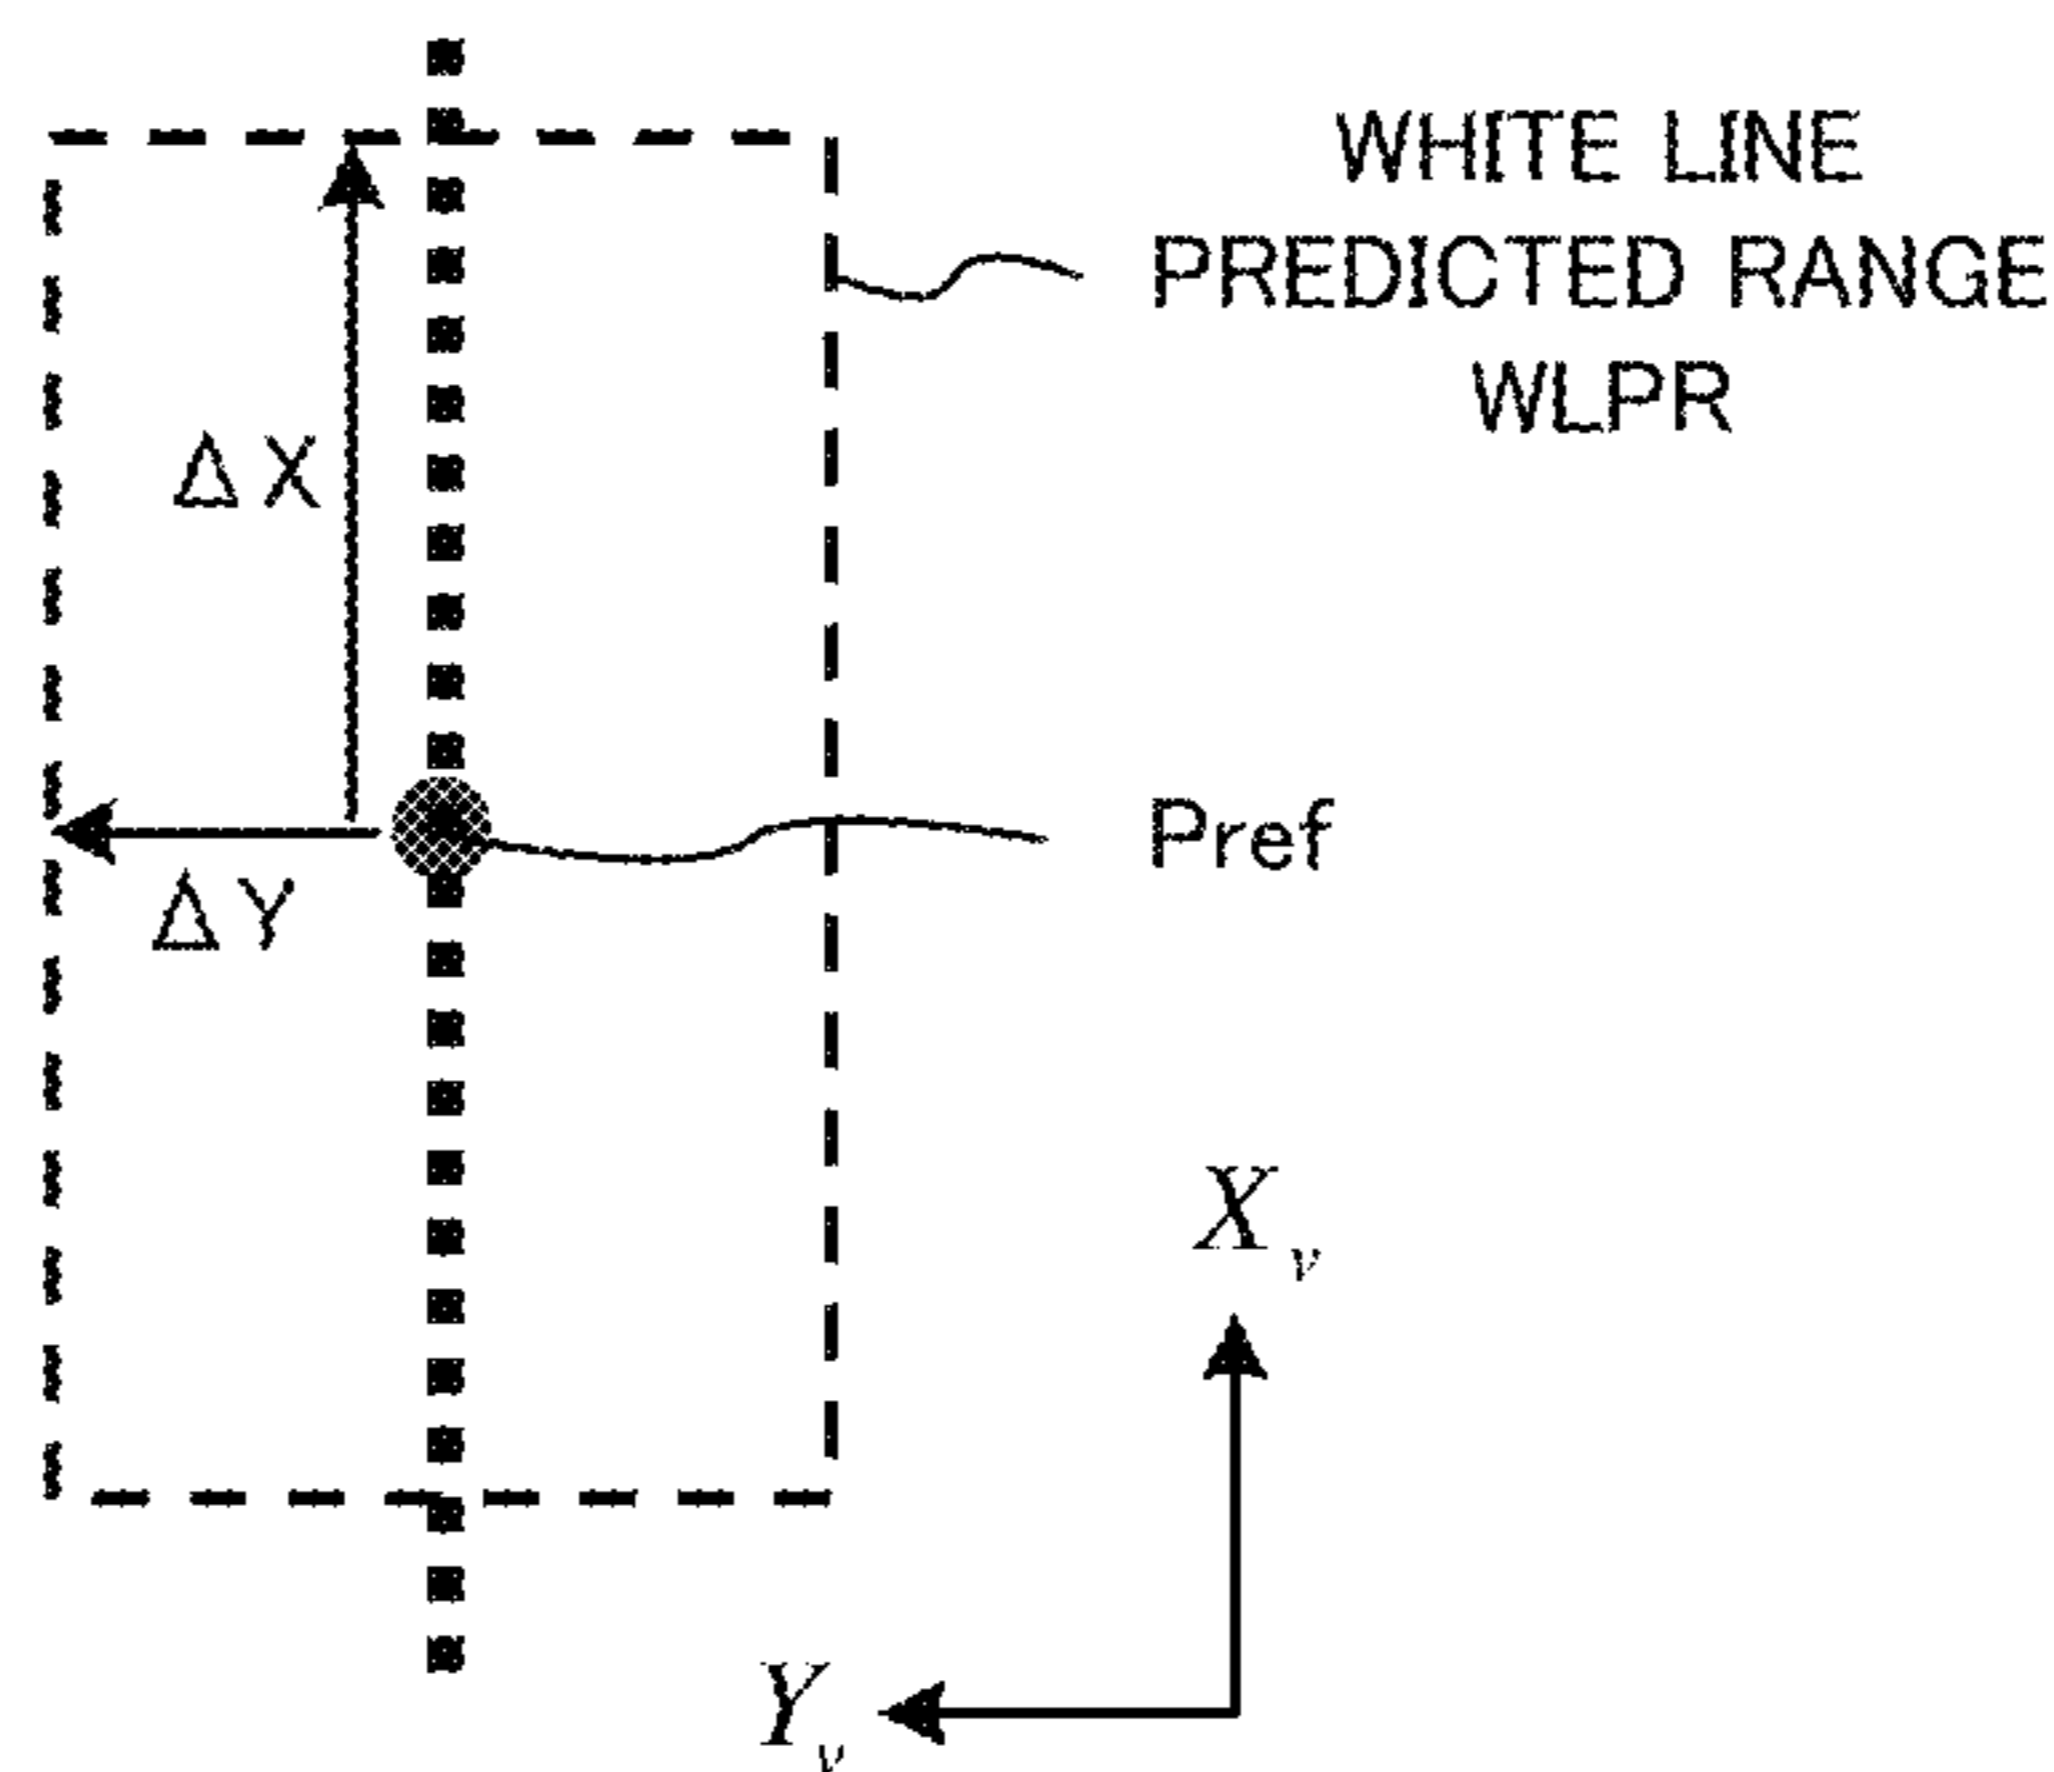 WHITE LINE
PREDICTED RANGE
WLPR
ΔX
Pref
ΔY
Xv
Yv